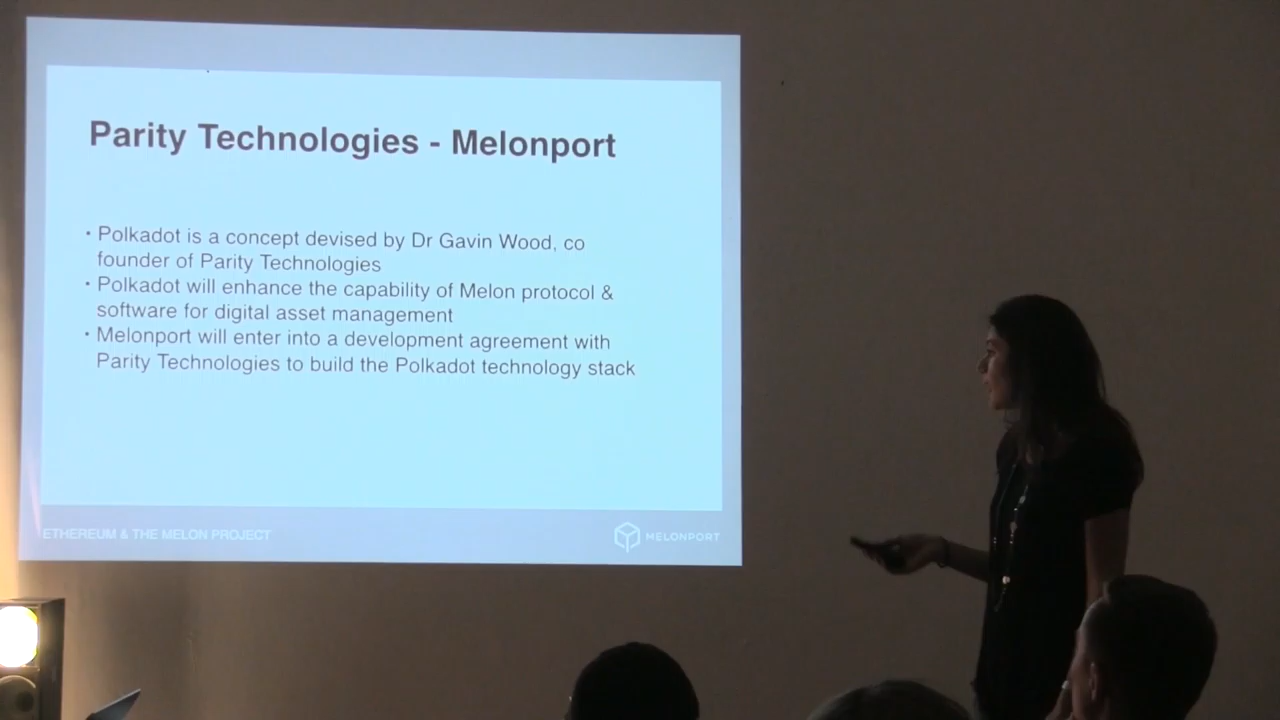 Parity Technologies - Melonport
• Polkadot is a concept devised by Dr Gavin Wood, co
founder of Parity Technologies
• Polkadot will enhance the capability of Melon protocol &
software for digital asset management
• Melonport will enter into a development agreement with
Parity Technologies to build the Polkadot technology stack
ETHEREUM & THE MELON PROJECT
MELONPORT